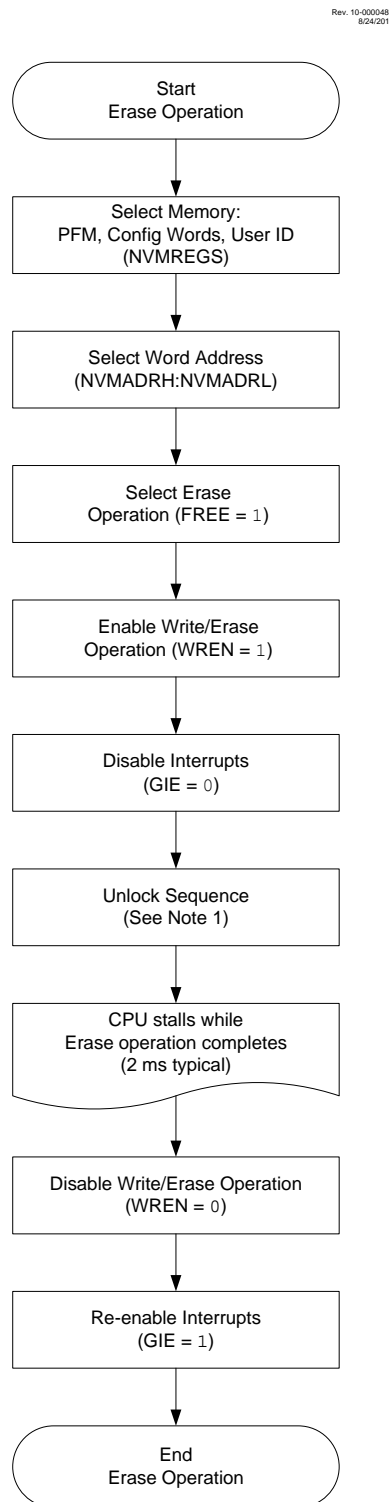 Rev. 10-000048
8/24/201
Start
Erase Operation
Select Memory:
PFM, Config Words, User ID
(NVMREGS)
Select Word Address
(NVMADRH:NVMADRL)
Select Erase
Operation (FREE = 1)
Enable Write/Erase
Operation (WREN = 1)
Disable Interrupts
(GIE = 0)
Unlock Sequence
(See Note 1)
CPU stalls while
Erase operation completes
(2 ms typical)
Disable Write/Erase Operation
(WREN = 0)
Re-enable Interrupts
(GIE = 1)
End
Erase Operation